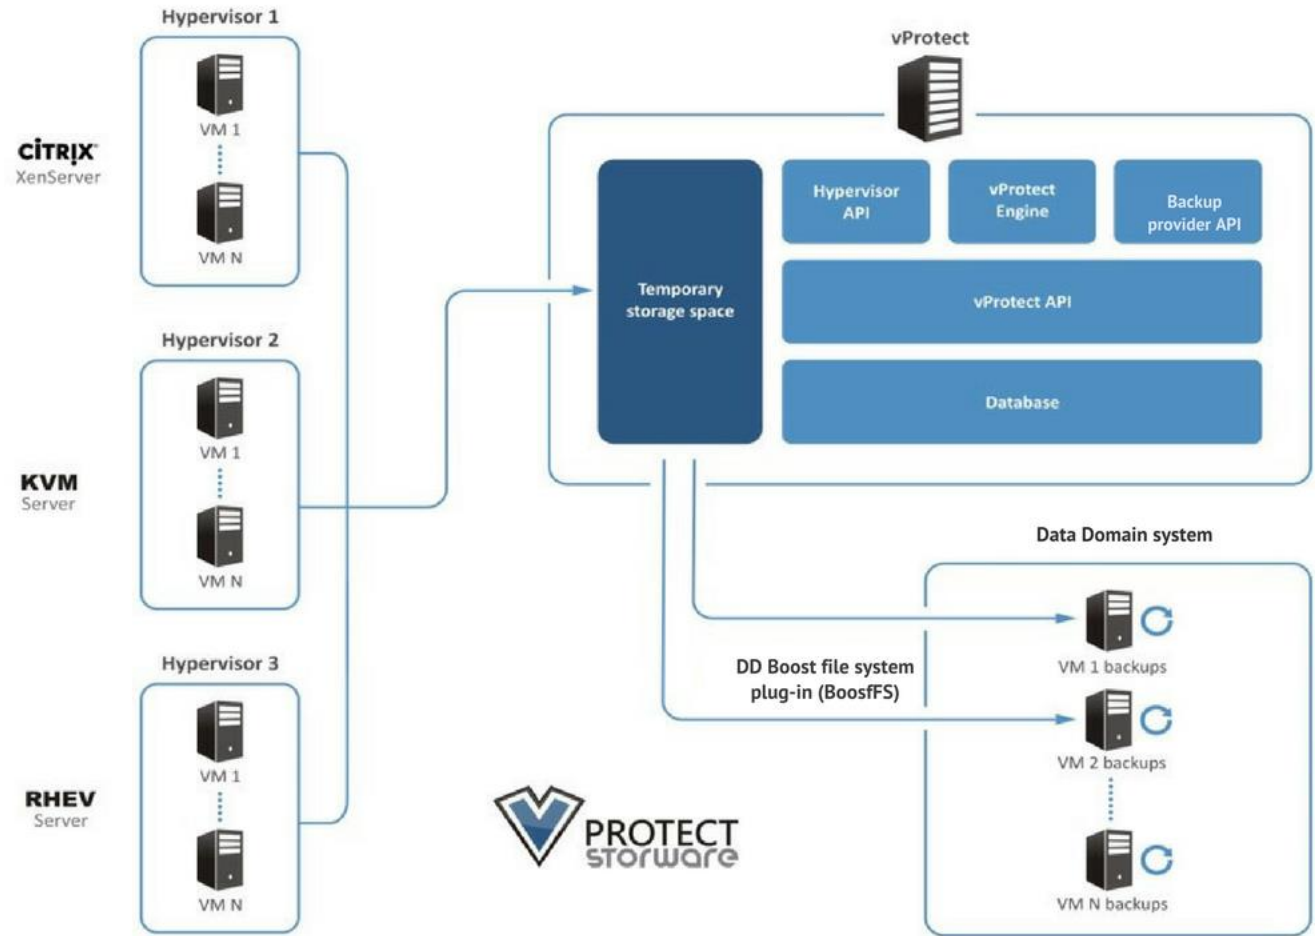 Hypervisor 1
CİTRIX
XenServer
VM 1
VM N
Hypervisor 2
KVM
Server
VM 1
VM N
Hypervisor 3
RHEV
Server
VM 1
VM N
vProtect
Temporary
storage space
Hypervisor
API
vProtect
Engine
Backup
provider API
vProtect API
Database
Data Domain system
DD Boost file system
plug-in (BoosfFS)
VM 1 backups
VM 2 backups
VM N backups
V
PROTECT
STORWARE